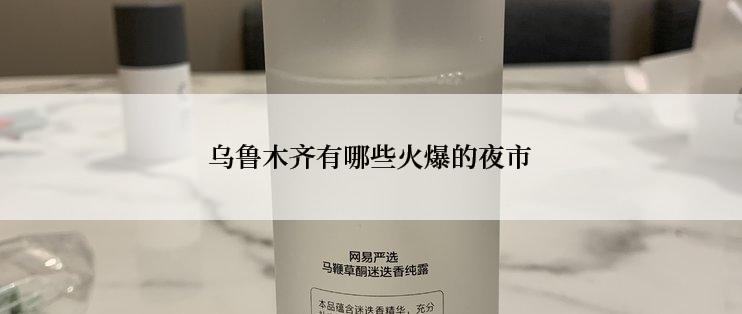 乌鲁木齐有哪些火爆的夜市
网易严选
马鞭草酮迷迭香纯露
本品蕴含迷迭香精华，充分